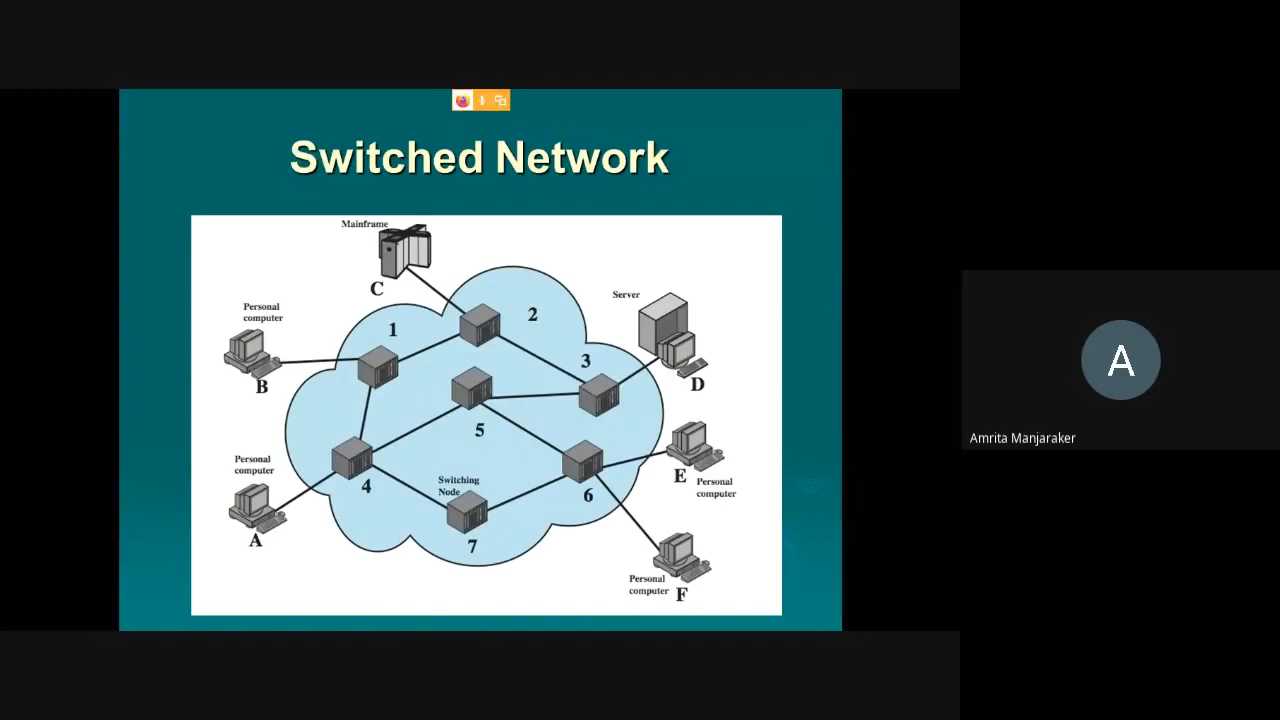 Switched Network
Mainframe
C
2
Server
Personal
computer
1
B
3
D
5
Personal
computer
A
4
Switching
Node
7
6
E
Personal
computer
Personal
computer
F
A
Amrita Manjaraker